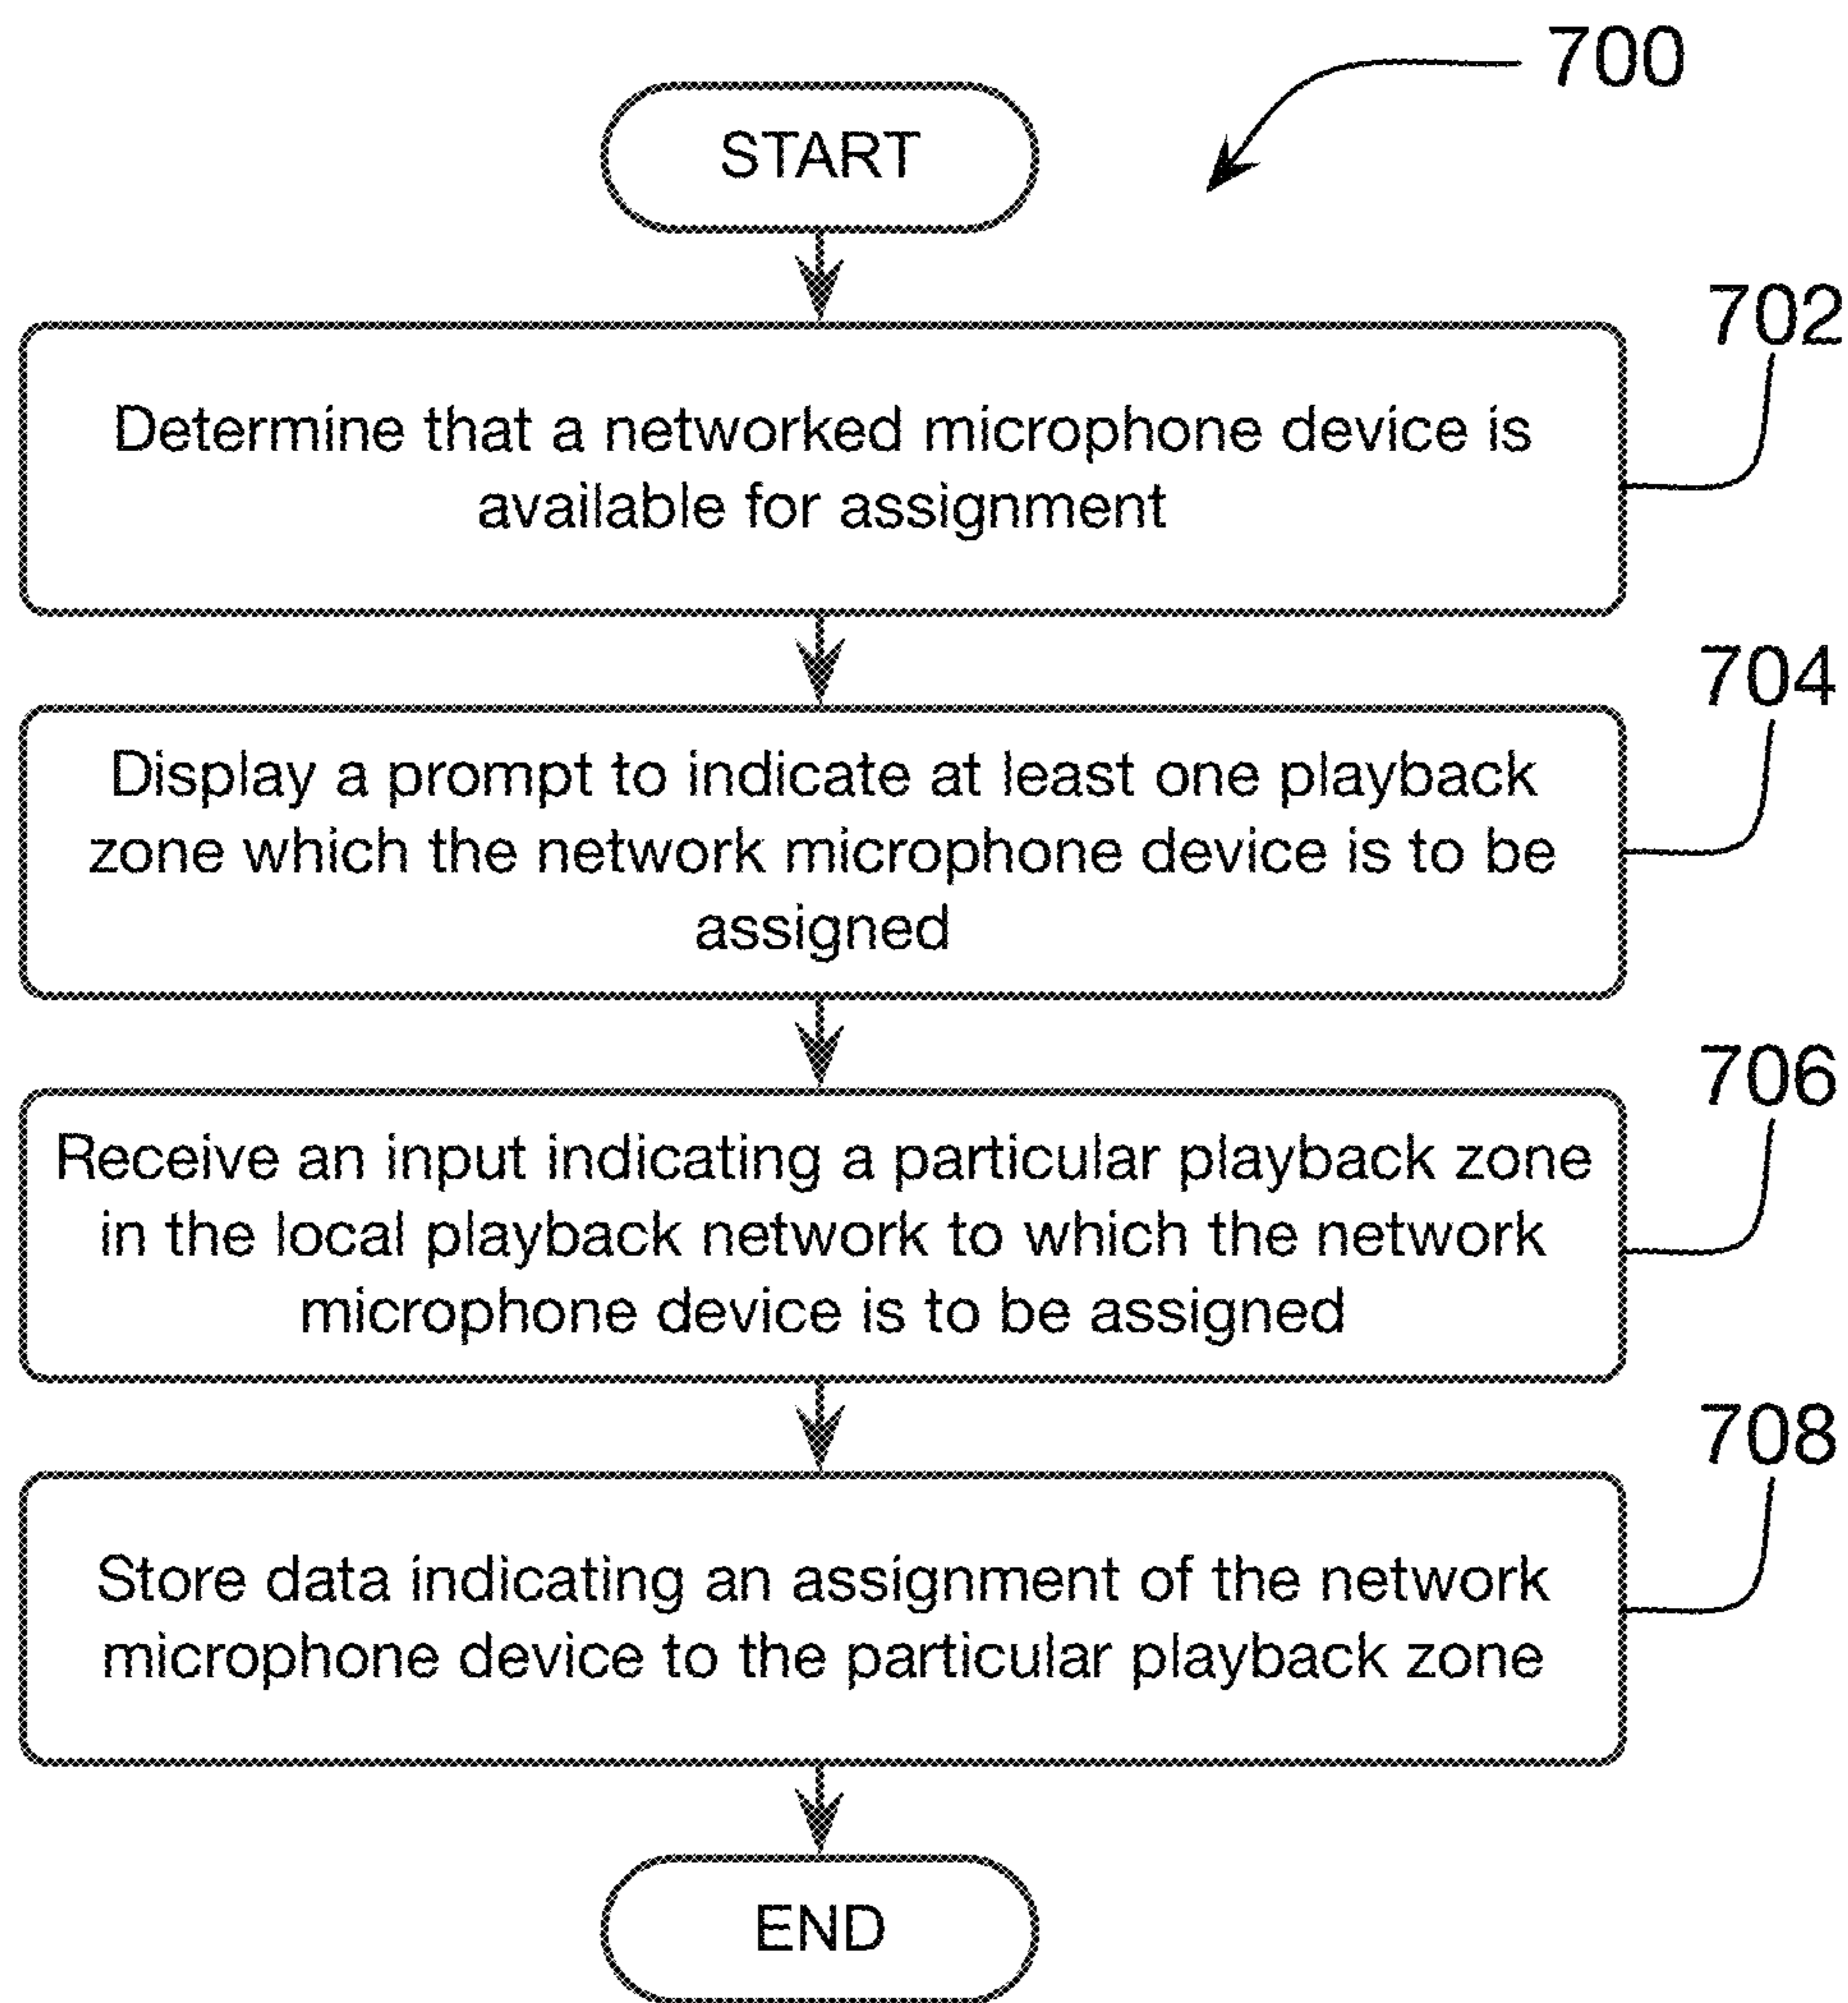 700
START
702
Determine that a networked microphone device is
available for assignment
704
Display a prompt to indicate at least one playback
zone which the network microphone device is to be
assigned
706
Receive an input indicating a particular playback zone
in the local playback network to which the network
microphone device is to be assigned
708
Store data indicating an assignment of the network
microphone device to the particular playback zone
END